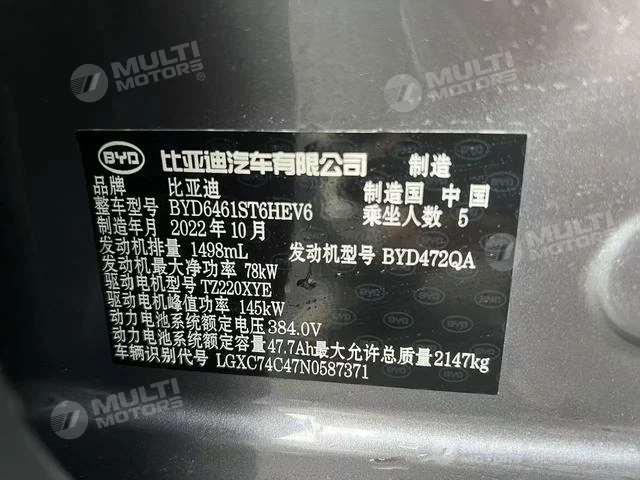 MULTI MOTORS®
MULTI MOTORS
BYD 比亚迪汽车有限公司 制造
品牌 比亚迪 制造国 中国
整车型号 BYD6461ST6HEV6 乘坐人数 5
制造年月 2022年10月
发动机排量 1498mL 发动机型号 BYD472QA
发动机最大净功率 78kW
驱动电机型号 TZ220XYE
驱动电机峰值功率 145kW
动力电池系统额定电压 384.0V
动力电池系统额定容量 47.7Ah 最大允许总质量 2147kg
车辆识别代号 LGXC74C47N0587371
MULTI MOTORS®
MULTI MOTORS